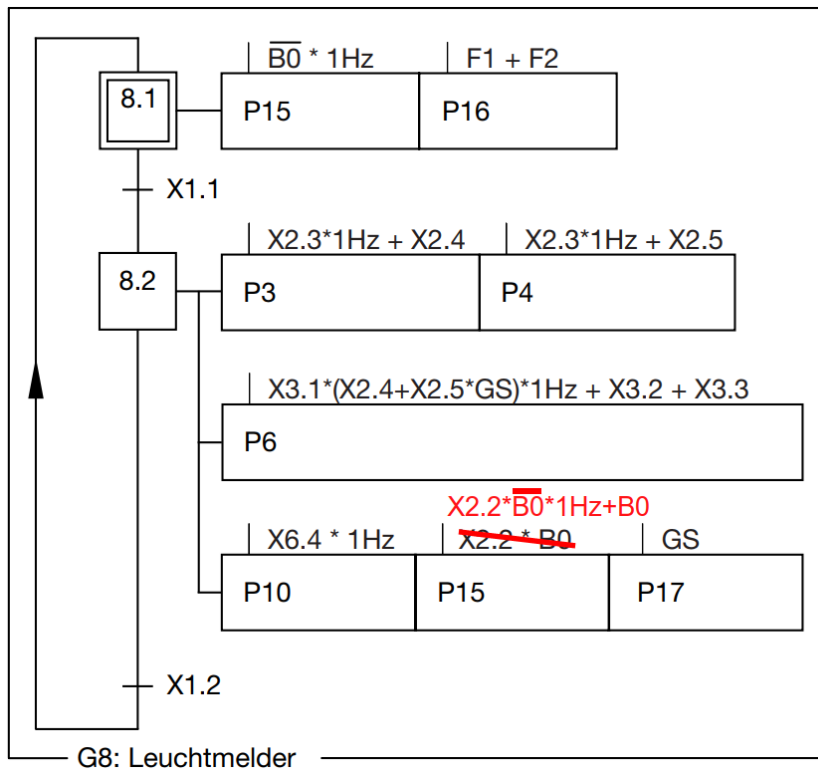 B̅0̅ * 1Hz F1 + F2
8.1 P15 P16
X1.1
X2.3*1Hz + X2.4 X2.3*1Hz + X2.5
8.2 P3 P4
X3.1*(X2.4+X2.5*GS)*1Hz + X3.2 + X3.3
P6
X2.2*B̅0̅*1Hz+B0
X6.4 * 1Hz X2.2 * B0 GS
P10 P15 P17
X1.2
G8: Leuchtmelder